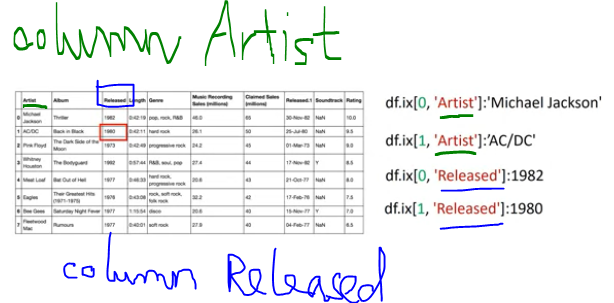 column Artist
Artist Album Released Length Genre Music Recording Sales (millions) Claimed Sales (millions) Released.1 Soundtrack Rating
0 Michael Jackson Thriller 1982 0:42:19 pop, rock, R&B 46.0 65 30-Nov-82 NaN 10.0
1 AC/DC Back in Black 1980 0:42:11 hard rock 26.1 50 25-Jul-80 NaN 9.5
2 Pink Floyd The Dark Side of the Moon 1973 0:42:49 progressive rock 24.2 45 01-Mar-73 NaN 9.0
3 Whitney Houston The Bodyguard 1992 0:57:44 R&B, soul, pop 27.4 44 17-Nov-92 Y 8.5
4 Meat Loaf Bat Out of Hell 1977 0:46:33 hard rock, progressive rock 20.6 43 21-Oct-77 NaN 8.0
5 Eagles Their Greatest Hits (1971-1975) 1976 0:43:08 rock, soft rock, folk rock 32.2 42 17-Feb-76 NaN 7.5
6 Bee Gees Saturday Night Fever 1977 1:15:54 disco 20.6 40 15-Nov-77 Y 7.0
7 Fleetwood Mac Rumours 1977 0:40:01 soft rock 27.9 40 04-Feb-77 NaN 6.5
df.ix[0, 'Artist']:'Michael Jackson'
df.ix[1, 'Artist']:'AC/DC'
df.ix[0, 'Released']:1982
df.ix[1, 'Released']:1980
column Released